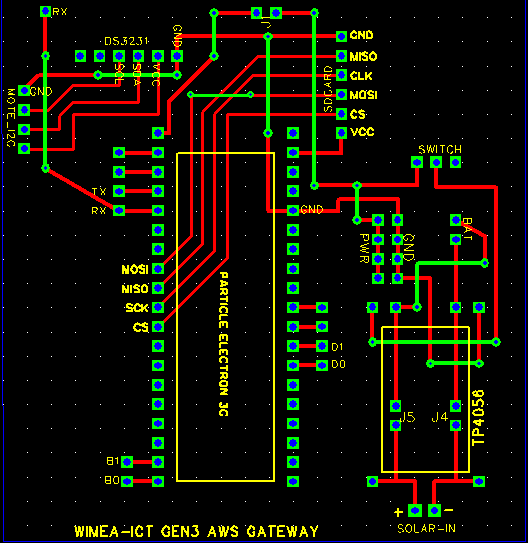 RX
J1
DS3231
GND
SCL
SDA
VCC
GND
MISO
CLK
MOSI
CS
VCC
SDCARD
GND
MOTE_I2C
SWITCH
TX
RX
GND
BAT
PWR
GND
MOSI
MISO
SCK
CS
PARTICLE ELECTRON 3G
D1
D0
J5
J4
TP4056
B1
B0
+
-
WIMEA-ICT GEN3 AWS GATEWAY
SOLAR-IN